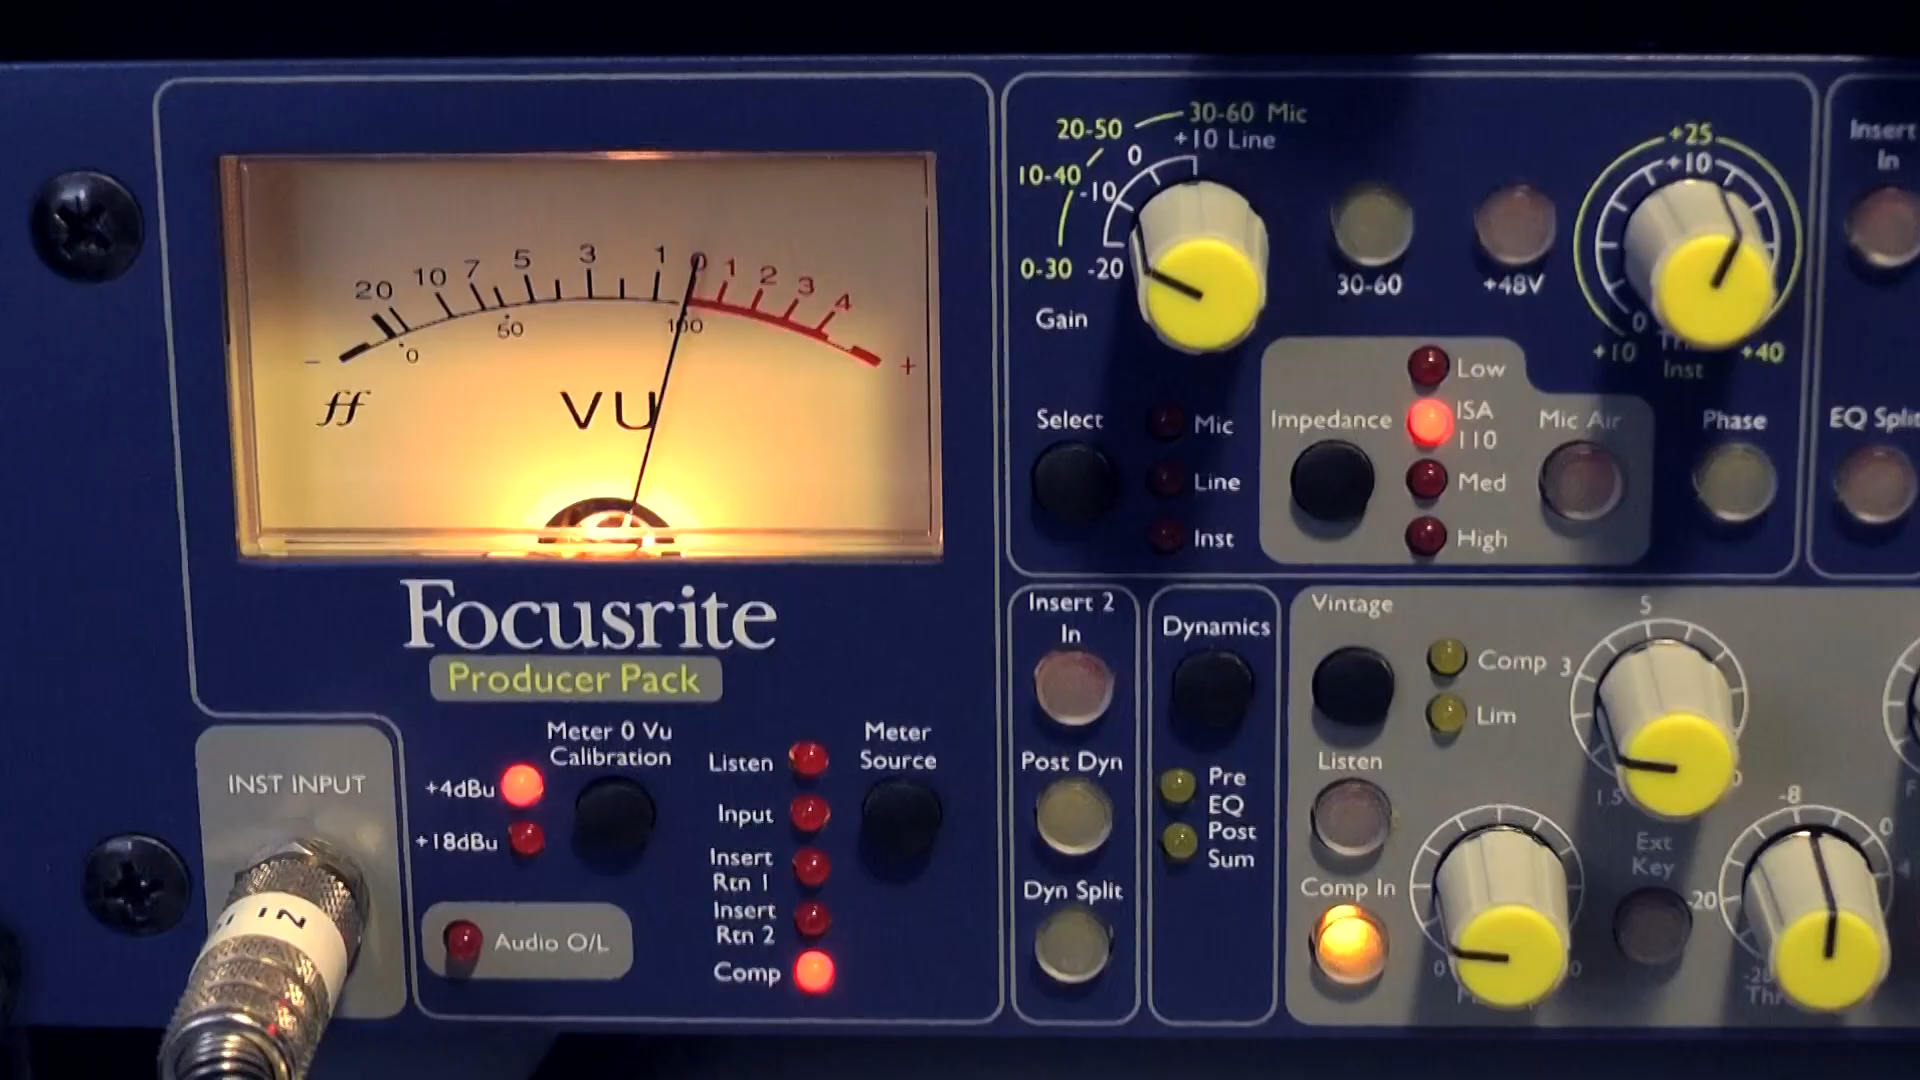 20 10 7 5 3 1 0 1 2 3 4
- 0 50 100 +
ff
VU
Focusrite
Producer Pack
INST INPUT
Meter 0 Vu
Calibration
+4dBu
+18dBu
Audio O/L
Listen
Input
Insert
Rtn 1
Insert
Rtn 2
Comp
Meter
Source
IN
30-60 Mic
+10 Line
20-50
0
10-40
-10
0-30
-20
Gain
30-60
+48V
+25
+10
0
+10
+40
Inst
Select
Mic
Line
Inst
Impedance
Low
ISA
110
Med
High
Mic Air
Phase
Insert
In
EQ Split
Insert 2
In
Post Dyn
Dyn Split
Dynamics
Pre
EQ
Post
Sum
Vintage
Comp
Lim
Listen
Comp In
5
3
1.5
0
Ext
Key
-8
0
-20